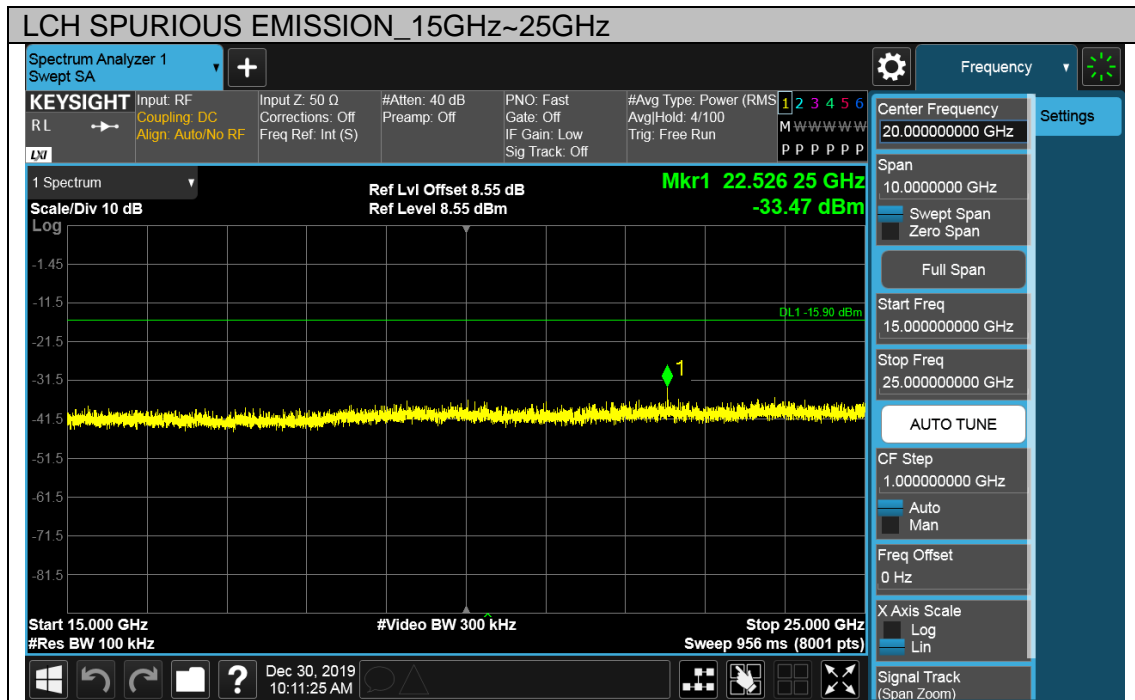 LCH SPURIOUS EMISSION_15GHz~25GHz
Spectrum Analyzer 1
Swept SA
+
Frequency
KEYSIGHT
RL
LXI
Input: RF
Coupling: DC
Align: Auto/No RF
Input Z: 50 Ω
Corrections: Off
Freq Ref: Int (S)
#Atten: 40 dB
Preamp: Off
PNO: Fast
Gate: Off
IF Gain: Low
Sig Track: Off
#Avg Type: Power (RMS
Avg|Hold: 4/100
Trig: Free Run
1 2 3 4 5 6
M W W W W W
P P P P P P
1 Spectrum
Scale/Div 10 dB
Log
Ref Lvl Offset 8.55 dB
Ref Level 8.55 dBm
Mkr1 22.526 25 GHz
-33.47 dBm
-1.45
-11.5
DL1 -15.90 dBm
-21.5
-31.5
1
-41.5
-51.5
-61.5
-71.5
-81.5
Start 15.000 GHz
#Res BW 100 kHz
#Video BW 300 kHz
Stop 25.000 GHz
Sweep 956 ms (8001 pts)
?
Dec 30, 2019
10:11:25 AM
Center Frequency
20.000000000 GHz
Span
10.0000000 GHz
Swept Span
Zero Span
Full Span
Start Freq
15.000000000 GHz
Stop Freq
25.000000000 GHz
AUTO TUNE
CF Step
1.000000000 GHz
Auto
Man
Freq Offset
0 Hz
X Axis Scale
Log
Lin
Signal Track
(Span Zoom)
Settings